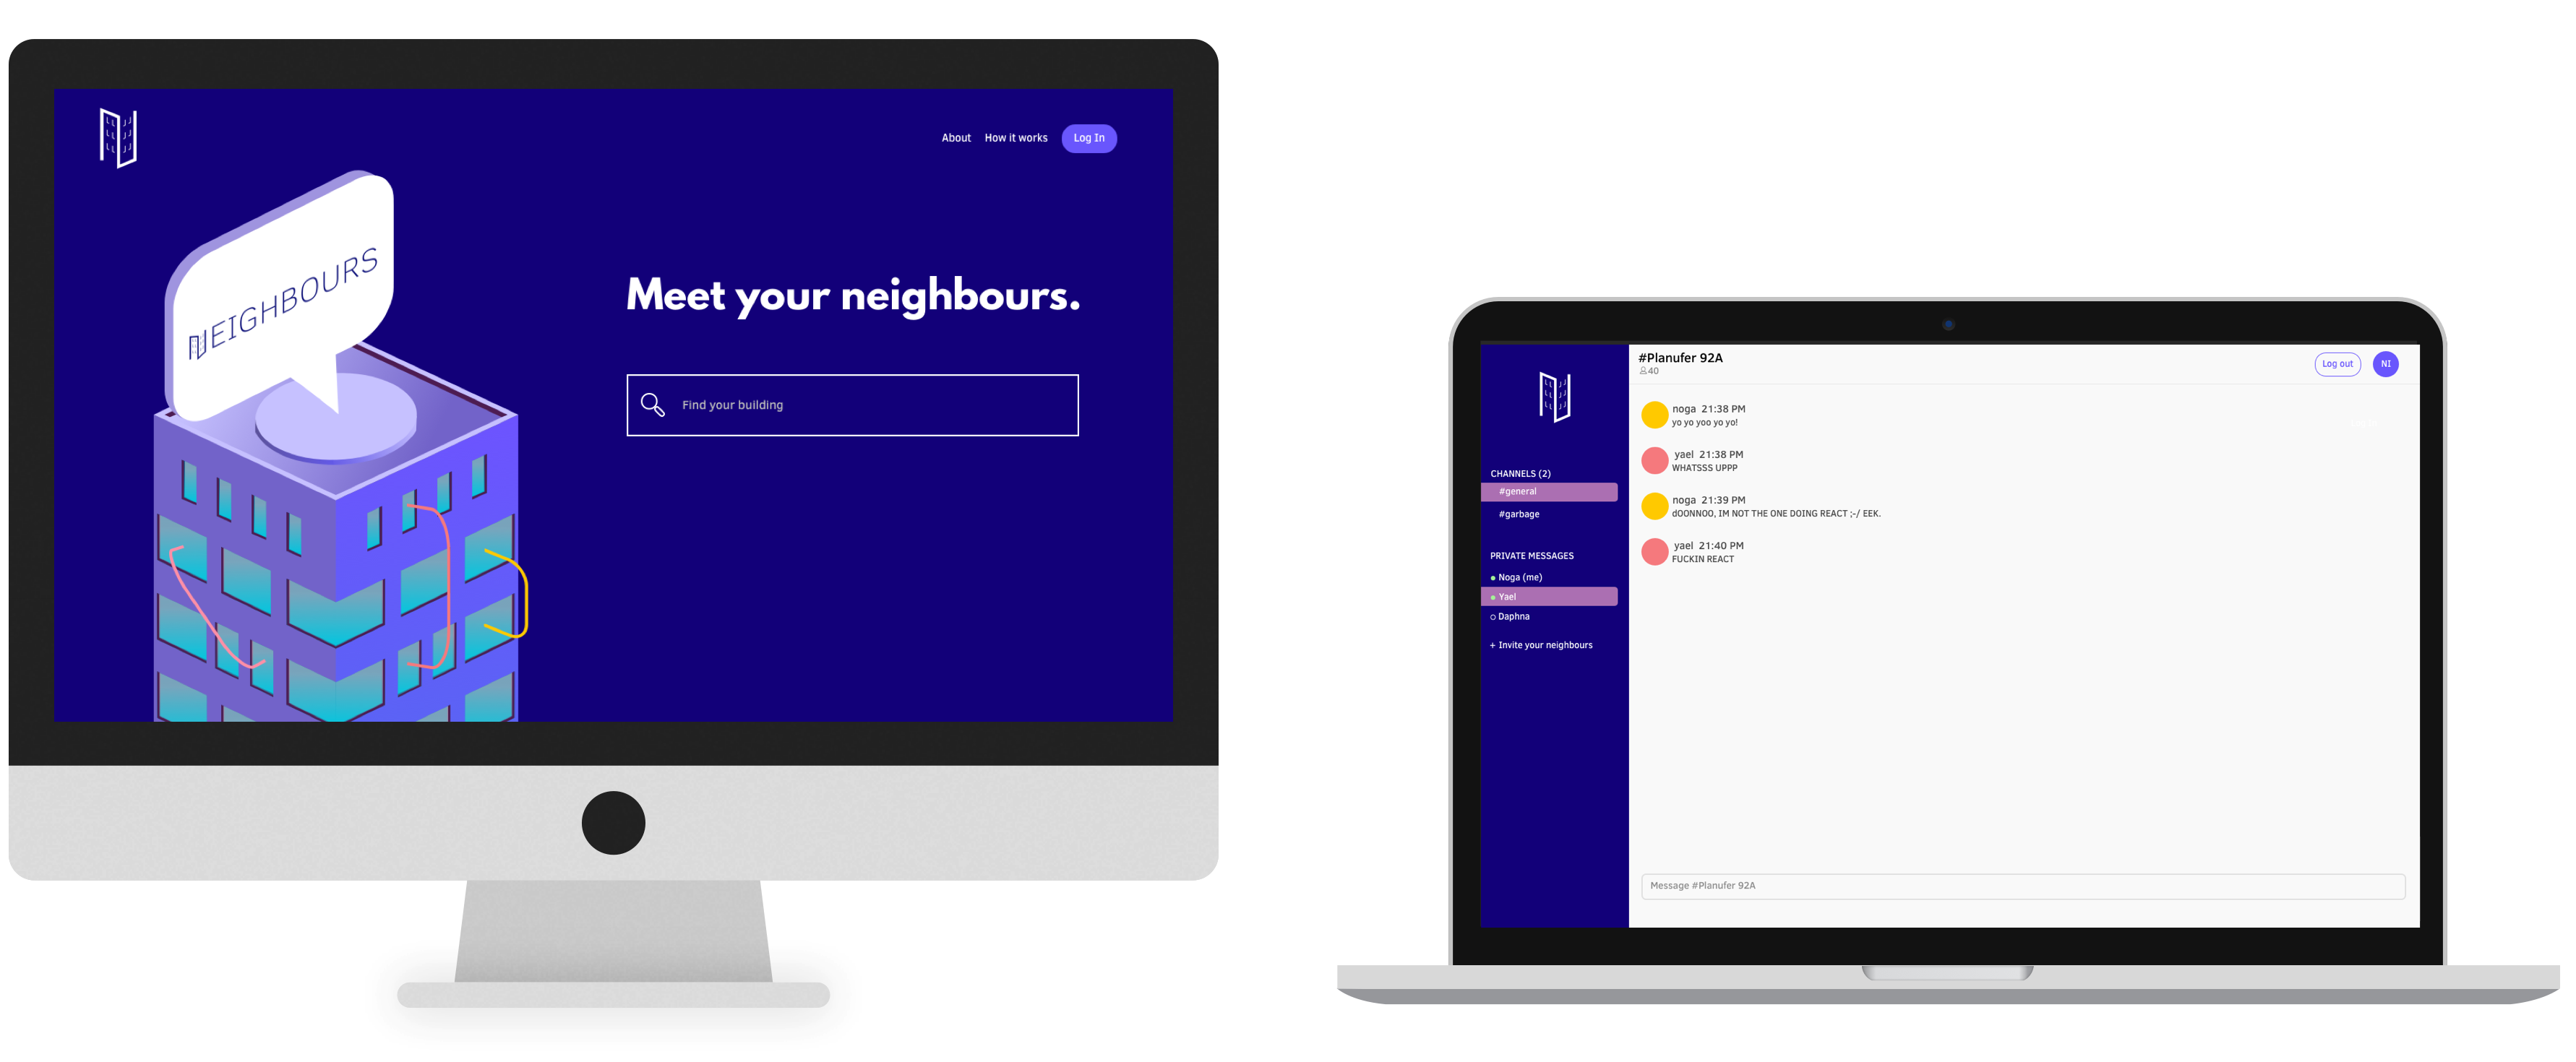 About How it works Log In
NEIGHBOURS
Meet your neighbours.
Find your building
#Planufer 92A
40
Log out NI
CHANNELS (2)
#general
#garbage
PRIVATE MESSAGES
Noga (me)
Yael
Daphna
+ Invite your neighbours
noga 21:38 PM
yo yo yoo yo yo!
yael 21:38 PM
WHATSSS UPPP
noga 21:39 PM
dOONNOO, IM NOT THE ONE DOING REACT ;-/ EEK.
yael 21:40 PM
FUCKIN REACT
Message #Planufer 92A